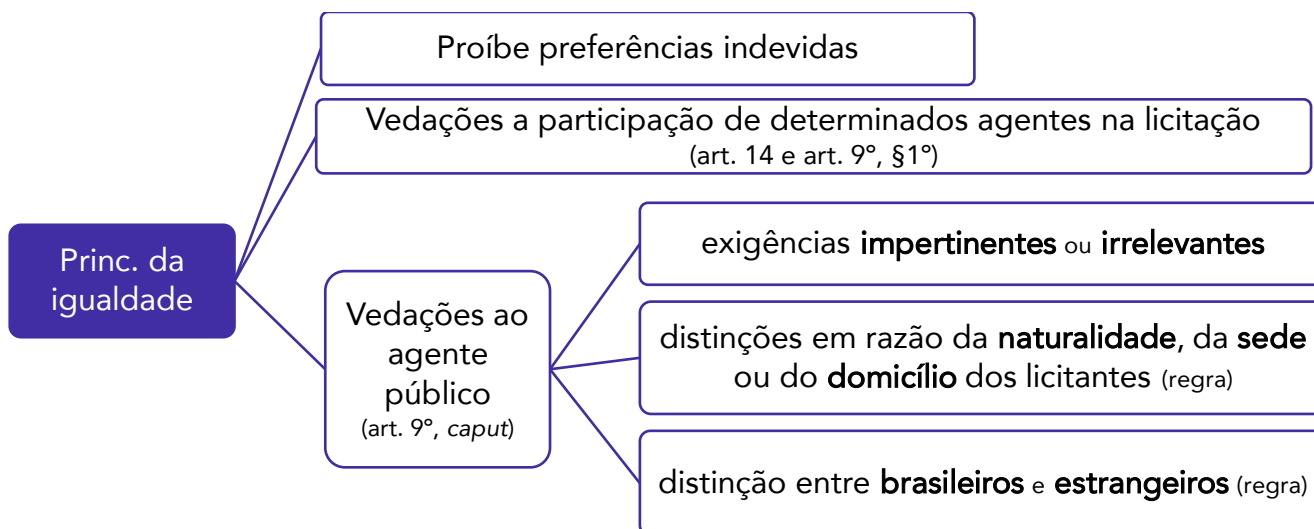 Proíbe preferências indevidas
Vedações a participação de determinados agentes na licitação
(art. 14 e art. 9º, §1º)
Princ. da
igualdade
Vedações ao
agente
público
(art. 9º, caput)
exigências impertinentes ou irrelevantes
distinções em razão da naturalidade, da sede
ou do domicílio dos licitantes (regra)
distinção entre brasileiros e estrangeiros (regra)